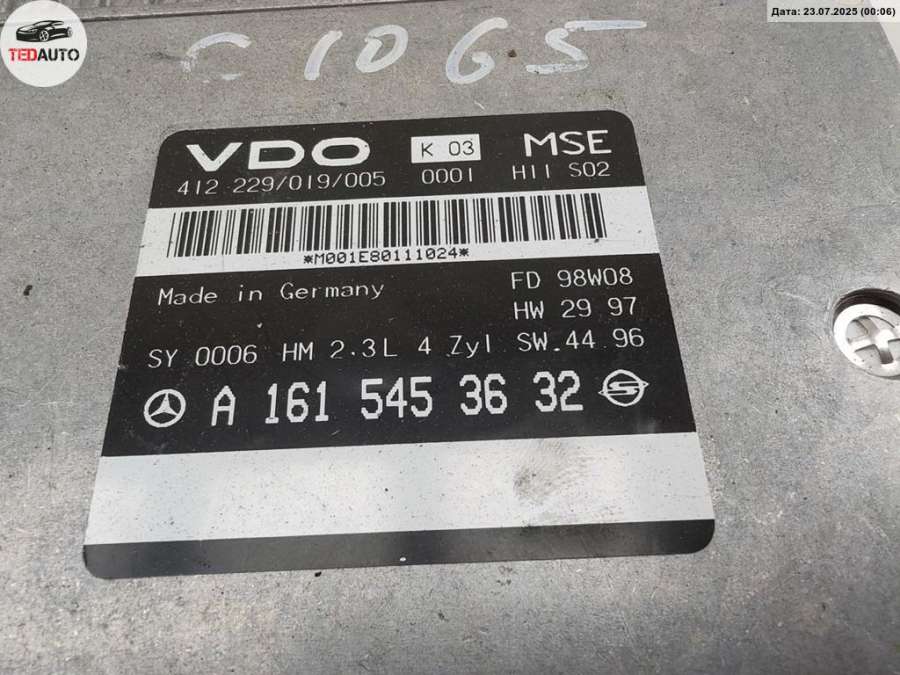 Дата: 23.07.2025 (00:06)
TEDAUTO
C 10 G 5
VDO K 03 MSE
412 229/019/005 0001 H11 S02
*M001E80111024*
Made in Germany FD 98W08
HW 29 97
SY 0006 HM 2.3L 4 Zyl SW.44 96
A 161 545 36 32